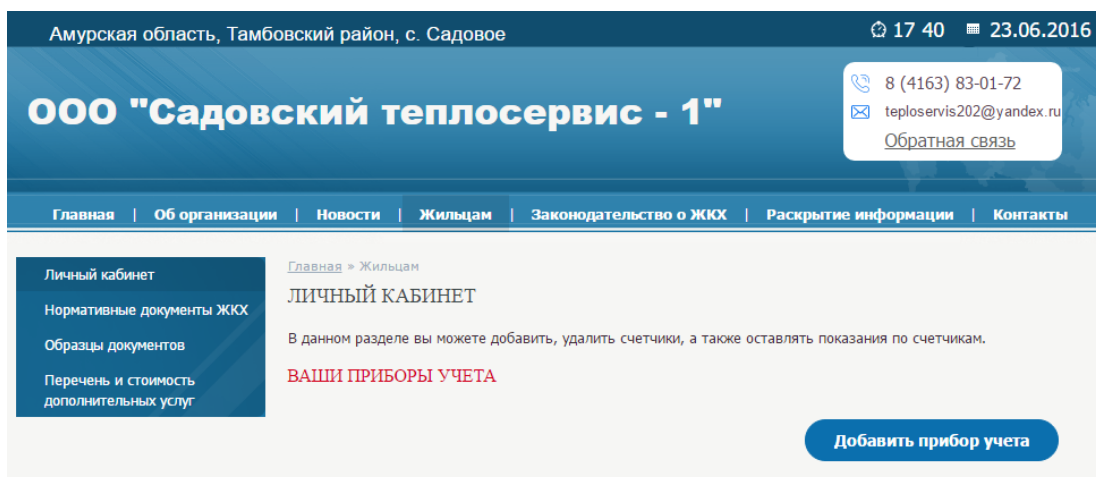 Амурская область, Тамбовский район, с. Садовое
17 40 23.06.2016
ООО "Садовский теплосервис - 1"
8 (4163) 83-01-72
teploservis202@yandex.ru
Обратная связь
Главная | Об организации | Новости | Жильцам | Законодательство о ЖКХ | Раскрытие информации | Контакты
Личный кабинет
Нормативные документы ЖКХ
Образцы документов
Перечень и стоимость
дополнительных услуг
Главная » Жильцам
ЛИЧНЫЙ КАБИНЕТ
В данном разделе вы можете добавить, удалить счетчики, а также оставлять показания по счетчикам.
ВАШИ ПРИБОРЫ УЧЕТА
Добавить прибор учета